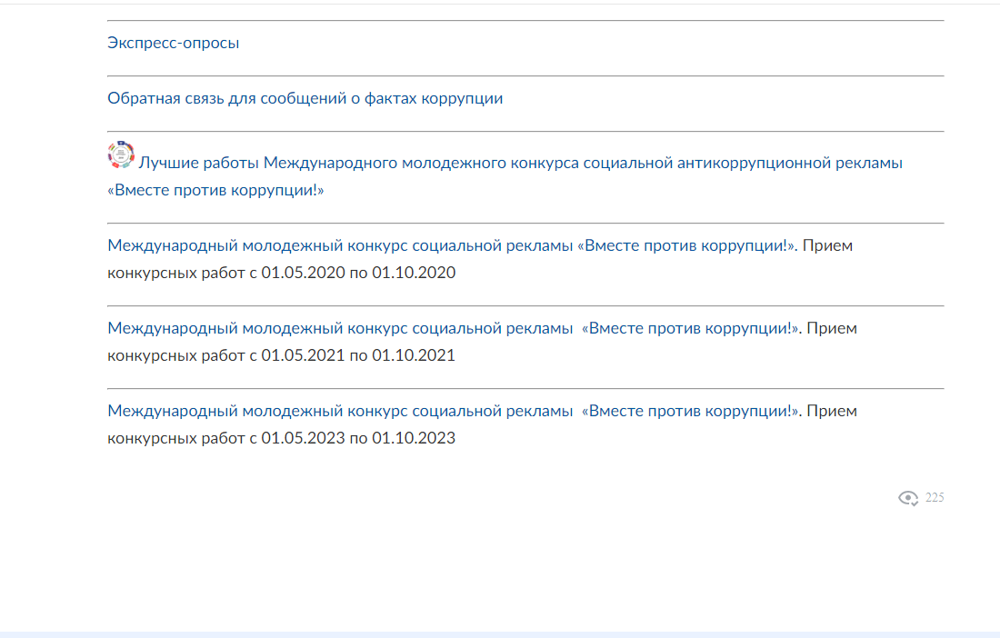 Экспресс-опросы
Обратная связь для сообщений о фактах коррупции
Лучшие работы Международного молодежного конкурса социальной антикоррупционной рекламы
«Вместе против коррупции!»
Международный молодежный конкурс социальной рекламы «Вместе против коррупции!». Прием
конкурсных работ с 01.05.2020 по 01.10.2020
Международный молодежный конкурс социальной рекламы  «Вместе против коррупции!». Прием
конкурсных работ с 01.05.2021 по 01.10.2021
Международный молодежный конкурс социальной рекламы  «Вместе против коррупции!». Прием
конкурсных работ с 01.05.2023 по 01.10.2023
225